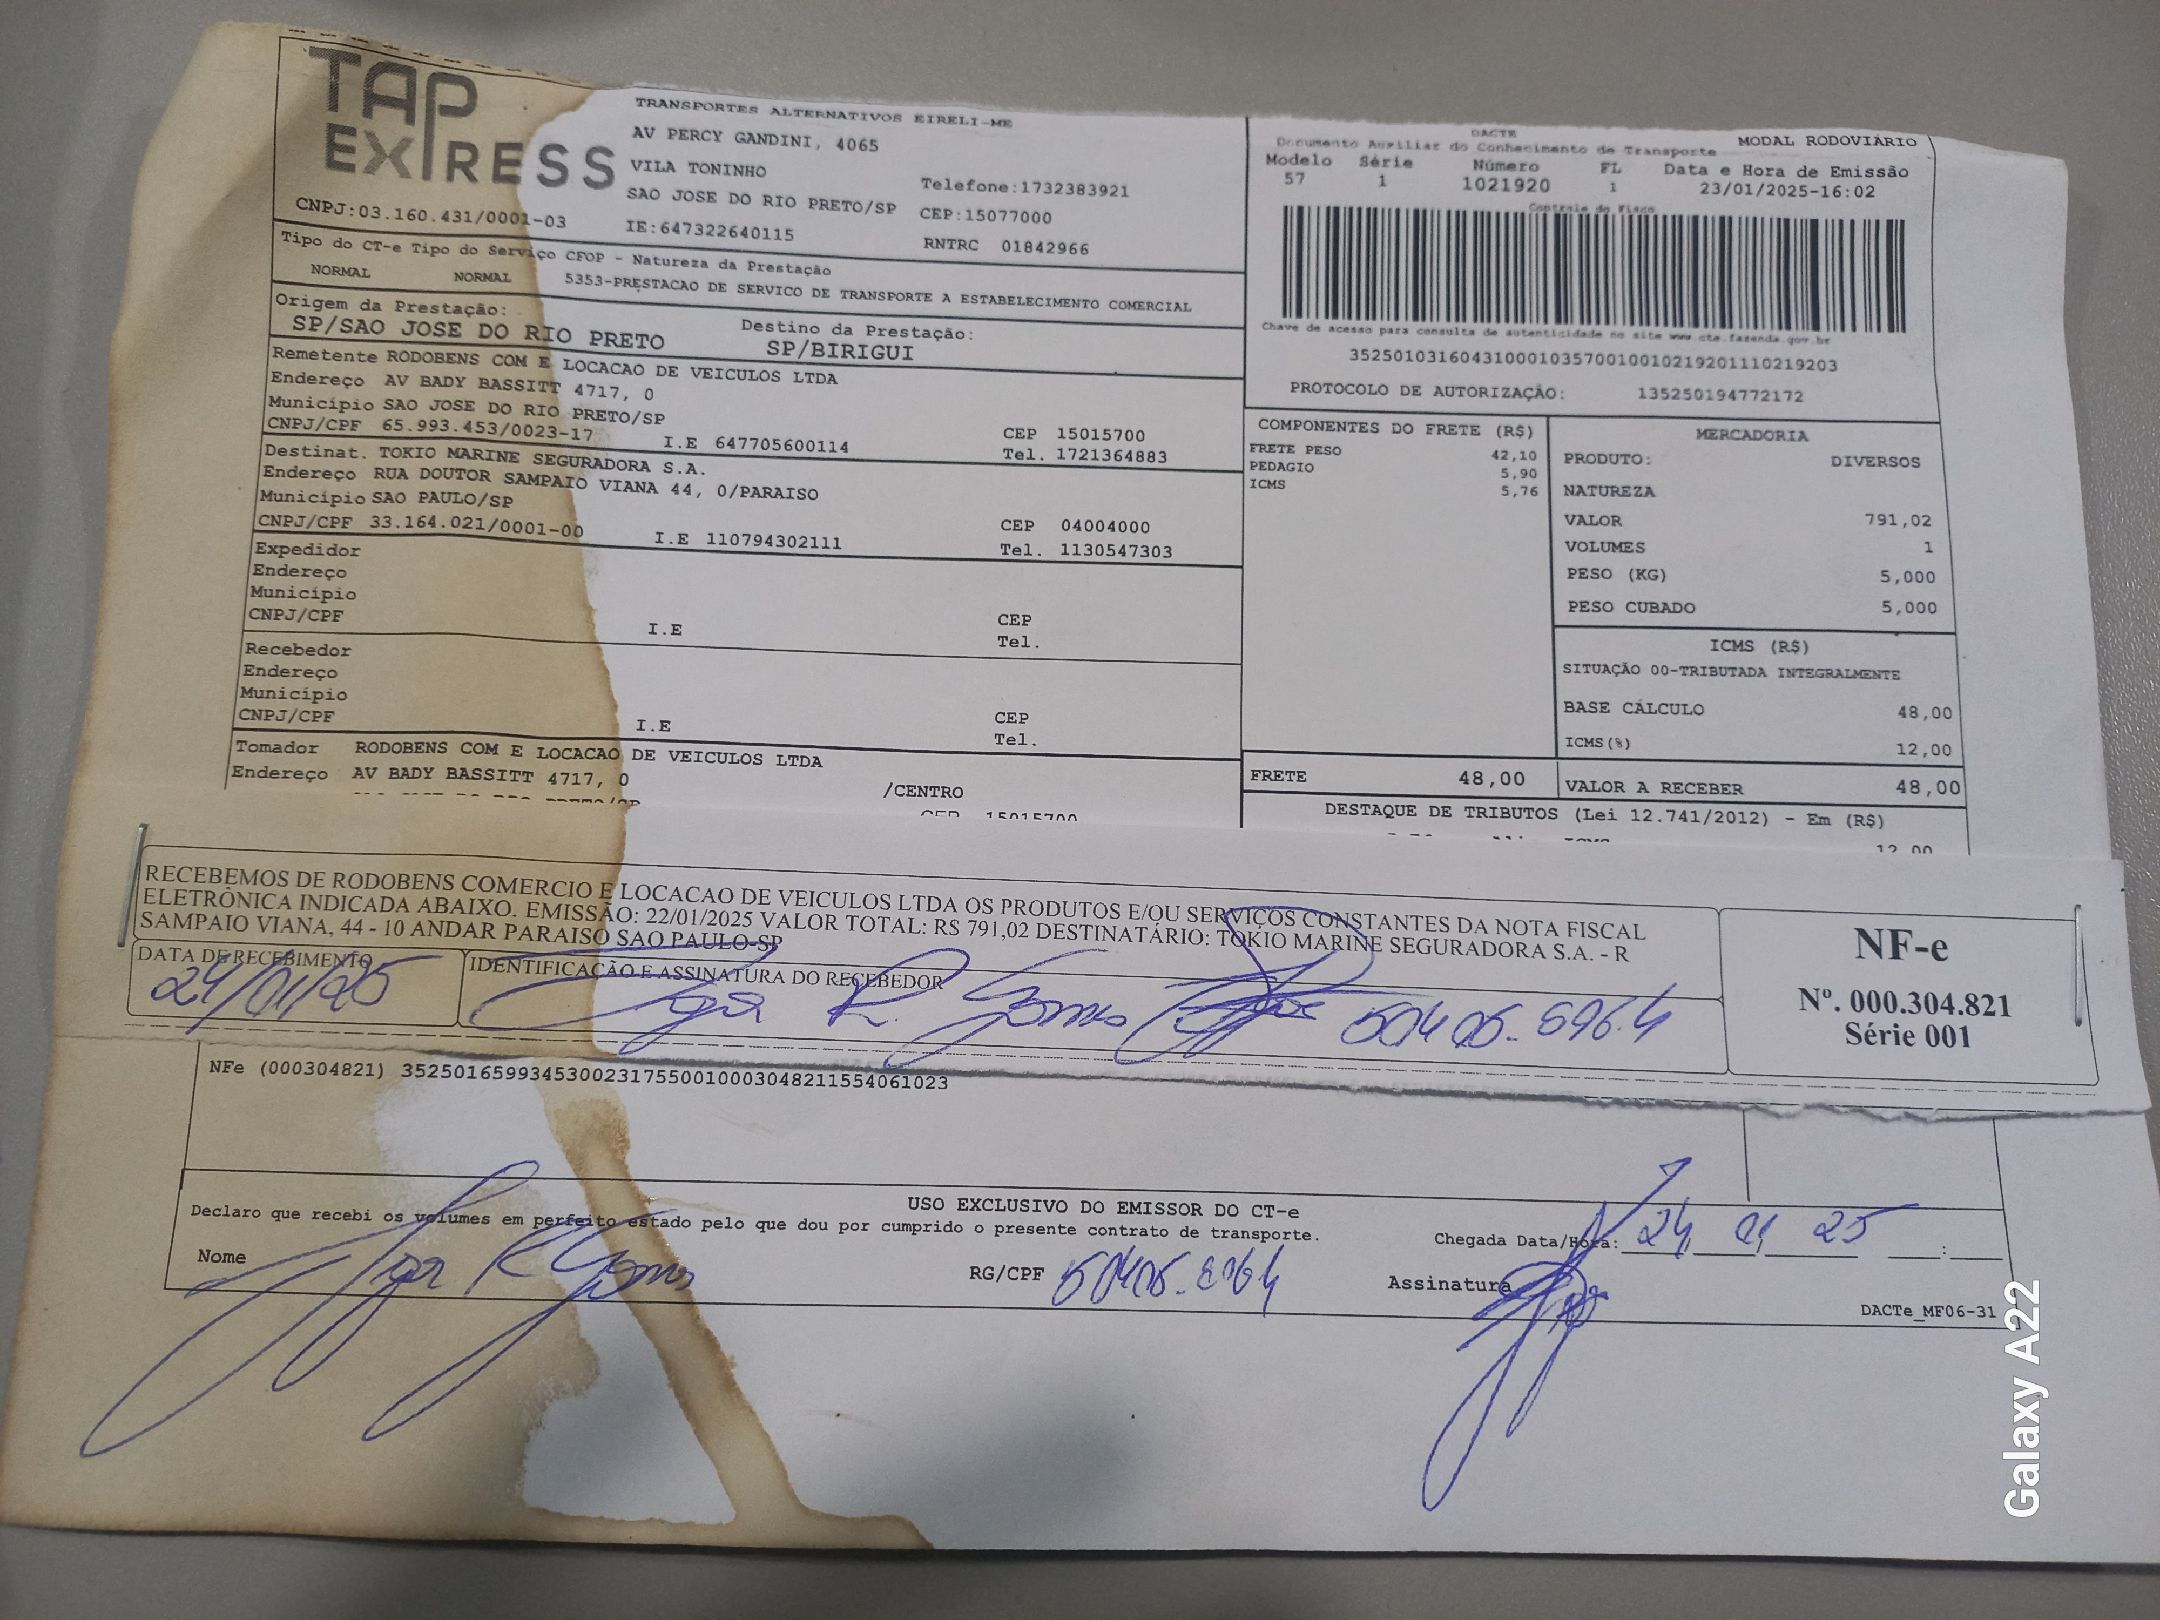 TAP
EXPRESS
TRANSPORTES ALTERNATIVOS EIRELI-ME
AV PERCY GANDINI, 4065
VILA TONINHO
Telefone:1732383921
SAO JOSE DO RIO PRETO/SP CEP:15077000
CNPJ:03.160.431/0001-03 IE:647322640115 RNTRC 01842966
Tipo do CT-e Tipo do Serviço CFOP - Natureza da Prestação
NORMAL NORMAL 5353-PRESTACAO DE SERVICO DE TRANSPORTE A ESTABELECIMENTO COMERCIAL
Origem da Prestação: Destino da Prestação:
SP/SAO JOSE DO RIO PRETO SP/BIRIGUI
Remetente RODOBENS COM E LOCACAO DE VEICULOS LTDA
Endereço AV BADY BASSITT 4717, 0
Município SAO JOSE DO RIO PRETO/SP CEP 15015700
CNPJ/CPF 65.993.453/0023-17 I.E 647705600114 Tel. 1721364883
Destinat. TOKIO MARINE SEGURADORA S.A.
Endereço RUA DOUTOR SAMPAIO VIANA 44, 0/PARAISO
Município SAO PAULO/SP CEP 04004000
CNPJ/CPF 33.164.021/0001-00 I.E 110794302111 Tel. 1130547303
Expedidor
Endereço
Município CEP
CNPJ/CPF I.E Tel.
Recebedor
Endereço
Município CEP
CNPJ/CPF I.E Tel.
Tomador RODOBENS COM E LOCACAO DE VEICULOS LTDA
Endereço AV BADY BASSITT 4717, 0 /CENTRO
CEP 15015700
DACTE MODAL RODOVIÁRIO
Documento Auxiliar do Conhecimento de Transporte
Modelo Série Número FL Data e Hora de Emissão
57 1 1021920 1 23/01/2025-16:02
Controle do Fisco
Chave de acesso para consulta de autenticidade no site www.cte.fazenda.gov.br
35250103160431000103570010010219201110219203
PROTOCOLO DE AUTORIZAÇÃO: 135250194772172
COMPONENTES DO FRETE (R$)
FRETE PESO 42,10
PEDAGIO 5,90
ICMS 5,76
MERCADORIA
PRODUTO: DIVERSOS
NATUREZA
VALOR 791,02
VOLUMES 1
PESO (KG) 5,000
PESO CUBADO 5,000
ICMS (R$)
SITUAÇÃO 00-TRIBUTADA INTEGRALMENTE
BASE CÁLCULO 48,00
ICMS(%) 12,00
FRETE 48,00 VALOR A RECEBER 48,00
DESTAQUE DE TRIBUTOS (Lei 12.741/2012) - Em (R$)
RECEBEMOS DE RODOBENS COMERCIO E LOCACAO DE VEICULOS LTDA OS PRODUTOS E/OU SERVIÇOS CONSTANTES DA NOTA FISCAL
ELETRÔNICA INDICADA ABAIXO. EMISSÃO: 22/01/2025 VALOR TOTAL: R$ 791,02 DESTINATÁRIO: TOKIO MARINE SEGURADORA S.A. - R
SAMPAIO VIANA, 44 - 10 ANDAR PARAISO SAO PAULO-SP
DATA DE RECEBIMENTO IDENTIFICAÇÃO E ASSINATURA DO RECEBEDOR
24/01/25 Igor R. Gomes
NF-e
Nº. 000.304.821
Série 001
NFe (000304821) 35250165993453002317550010003048211554061023
USO EXCLUSIVO DO EMISSOR DO CT-e
Declaro que recebi os volumes em perfeito estado pelo que dou por cumprido o presente contrato de transporte.
Chegada Data/Hora: 24 01 25 :
Nome Igor R Gomes RG/CPF Assinatura
DACTe_MF06-31
Galaxy A22